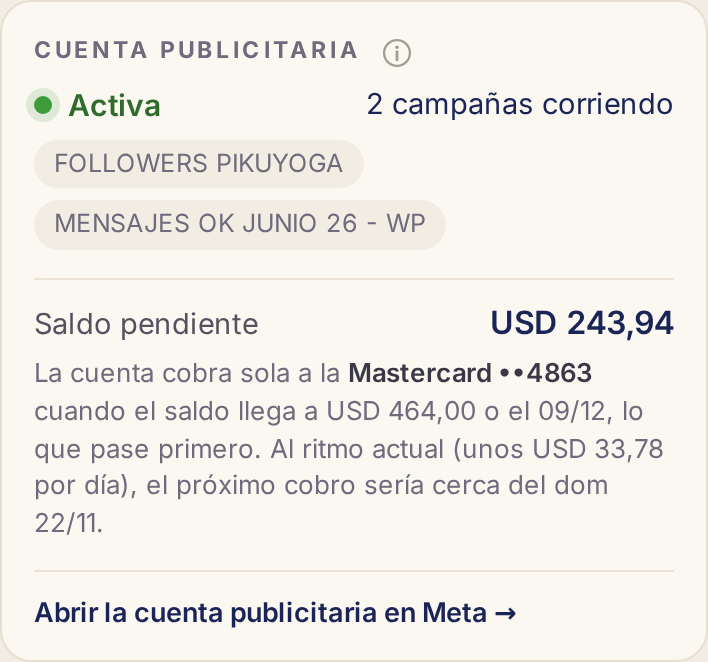 CUENTA PUBLICITARIA
Activa
2 campañas corriendo
FOLLOWERS PIKUYOGA
MENSAJES OK JUNIO 26 - WP
Saldo pendiente
USD 243,94
La cuenta cobra sola a la Mastercard ••4863
cuando el saldo llega a USD 464,00 o el 09/12, lo
que pase primero. Al ritmo actual (unos USD 33,78
por día), el próximo cobro sería cerca del dom
22/11.
Abrir la cuenta publicitaria en Meta →